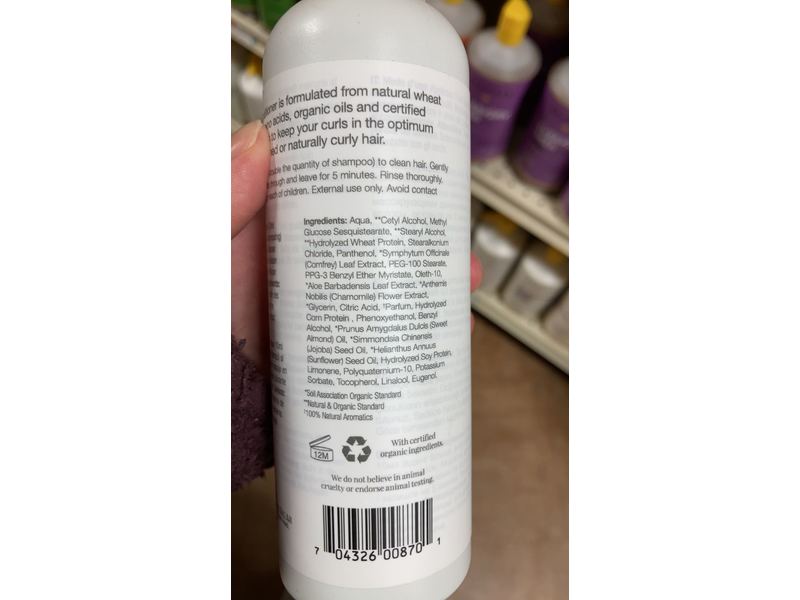 is formulated from natural wheat
acids, organic oils and certified
to keep your curls in the optimum
or naturally curly hair.
the quantity of shampoo) to clean hair. Gently
through and leave for 5 minutes. Rinse thoroughly.
of children. External use only. Avoid contact
Ingredients: Aqua, **Cetyl Alcohol, Methyl
Glucose Sesquistearate, **Stearyl Alcohol,
**Hydrolyzed Wheat Protein, Stearalkonium
Chloride, Panthenol, *Symphytum Officinale
(Comfrey) Leaf Extract, PEG-100 Stearate,
PPG-3 Benzyl Ether Myristate, Oleth-10,
*Aloe Barbadensis Leaf Extract, *Anthemis
Nobilis (Chamomile) Flower Extract,
*Glycerin, Citric Acid, †Parfum, Hydrolyzed
Corn Protein , Phenoxyethanol, Benzyl
Alcohol, *Prunus Amygdalus Dulcis (Sweet
Almond) Oil, *Simmondsia Chinensis
(Jojoba) Seed Oil, *Helianthus Annuus
(Sunflower) Seed Oil, Hydrolyzed Soy Protein,
Limonene, Polyquaternium-10, Potassium
Sorbate, Tocopherol, Linalool, Eugenol.
*Soil Association Organic Standard
**Natural & Organic Standard
†100% Natural Aromatics
12M
With certified
organic ingredients.
We do not believe in animal
cruelty or endorse animal testing.
7 04326 00870 1